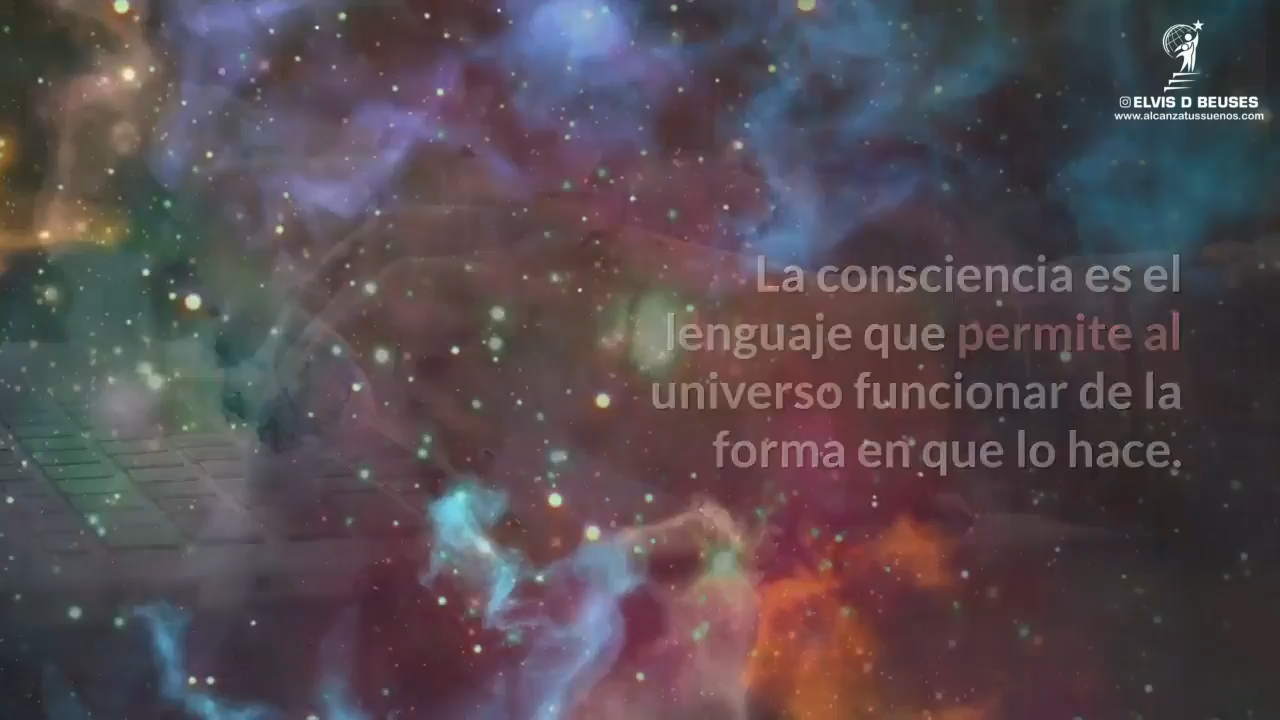 ELVIS D BEUSES
www.alcanzatussuenos.com
La consciencia es el
lenguaje que permite al
universo funcionar de la
forma en que lo hace.